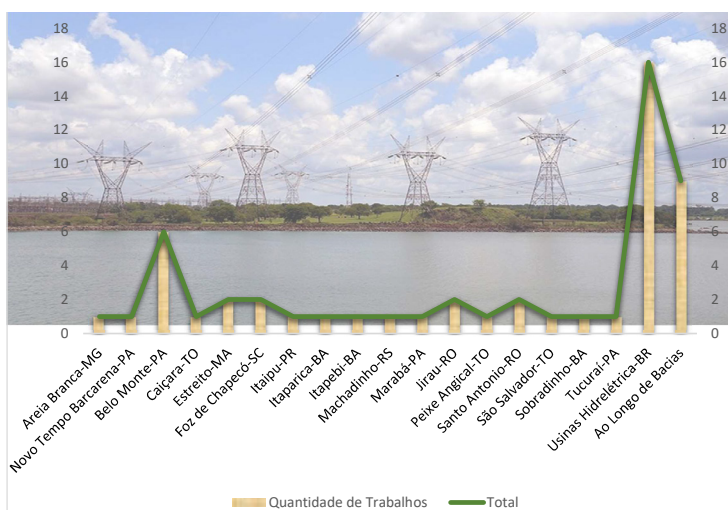 18
16
14
12
10
8
6
4
2
0
18
16
14
12
10
8
6
4
2
0
Areia Branca-MG
Novo Tempo Barcarena-PA
Belo Monte-PA
Caiçara-TO
Estreito-MA
Foz de Chapecó-SC
Itaipu-PR
Itaparica-BA
Itapebi-BA
Machadinho-RS
Marabá-PA
Jirau-RO
Peixe Angical-TO
Santo Antonio-RO
São Salvador-TO
Sobradinho-BA
Tucuraí-PA
Usinas Hidrelétrica-BR
Ao Longo de Bacias
Quantidade de Trabalhos
Total